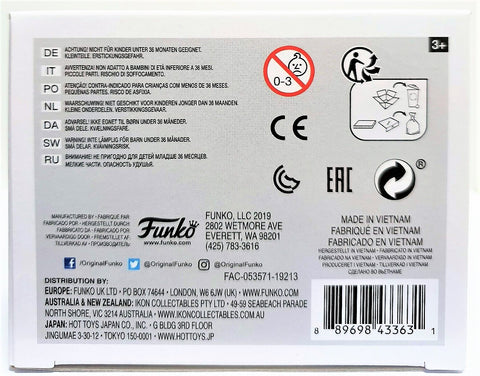 3+
DE ACHTUNG! NICHT FÜR KINDER UNTER 36 MONATEN GEEIGNET.
KLEINTEILE. ERSTICKUNGSGEFAHR.
IT AVVERTENZA! NON ADATTO A BAMBINI DI ETÀ INFERIORE A 36 MESI.
PICCOLE PARTI. RISCHIO DI SOFFOCAMENTO.
PO ATENÇÃO! CONTRA-INDICADO PARA CRIANÇAS COM MENOS DE 36 MESES.
PEQUENAS PARTES. RISCO DE ASFIXIA.
NL WAARSCHUWING! NIET GESCHIKT VOOR KINDEREN JONGER DAN 36 MAANDEN
KLEINE ONDERDELEN. VERSTIKKINGSGEVAAR.
DA ADVARSEL! IKKE EGNET TIL BØRN UNDER 36 MÅNEDER.
SMÅ DELE. KVÆLNINGSFARE.
SW VARNING! INTE LÄMPLIG FÖR BARN UNDER 36 MÅNADER.
SMÅ DELAR. KVÄVNINGSRISK.
RU ВНИМАНИЕ: НЕ ПРИГОДНО ДЛЯ ДЕТЕЙ МЛАДШЕ 36 МЕСЯЦЕВ.
МЕЛКИЕ ЧАСТИ. ОПАСНОСТЬ УДУШЬЯ.
0-3
CE
EAC
®
MANUFACTURED BY • FABRIQUÉ PAR
FABRICADO POR • HERGESTELLT DURCH
FABBRICATO DA • FABRICADO POR
VERVAARDIGD DOOR • FREMSTILLET AF
TILLVERKAD AV • ПРОИЗВОДИТЕЛЬ
Funko
www.funko.com
FUNKO, LLC 2019
2802 WETMORE AVE
EVERETT, WA 98201
(425) 783-3616
/OriginalFunko @OriginalFunko @OriginalFunko
FAC-053571-19213
MADE IN VIETNAM
FABRIQUÉ EN VIETNAM
FABRICADO EN VIETNAM
HERGESTELLT IN VIETNAM • FABBRICATO IN VIETNAM
FABRICADO NA VIETNAM • VERVAARDIGD IN VIETNAM
PRODUCERET I VIETNAM • TILLVERKAD I VIETNAM
СДЕЛАНО ВО ВЬЕТНАМЕ
DISTRIBUTION BY:
EUROPE: FUNKO UK LTD • PO BOX 74644 • LONDON, W6 6JW (UK) • WWW.FUNKO.COM
AUSTRALIA & NEW ZEALAND: IKON COLLECTABLES PTY LTD • 49-59 SEABEACH PARADE
NORTH SHORE, VIC 3214 AUSTRALIA • WWW.IKONCOLLECTABLES.COM.AU
JAPAN: HOT TOYS JAPAN CO., INC. • G BLDG 3RD FLOOR
JINGUMAE 3-30-12 • TOKYO 150-0001 • WWW.HOTTOYS.JP
8 89698 43363 1